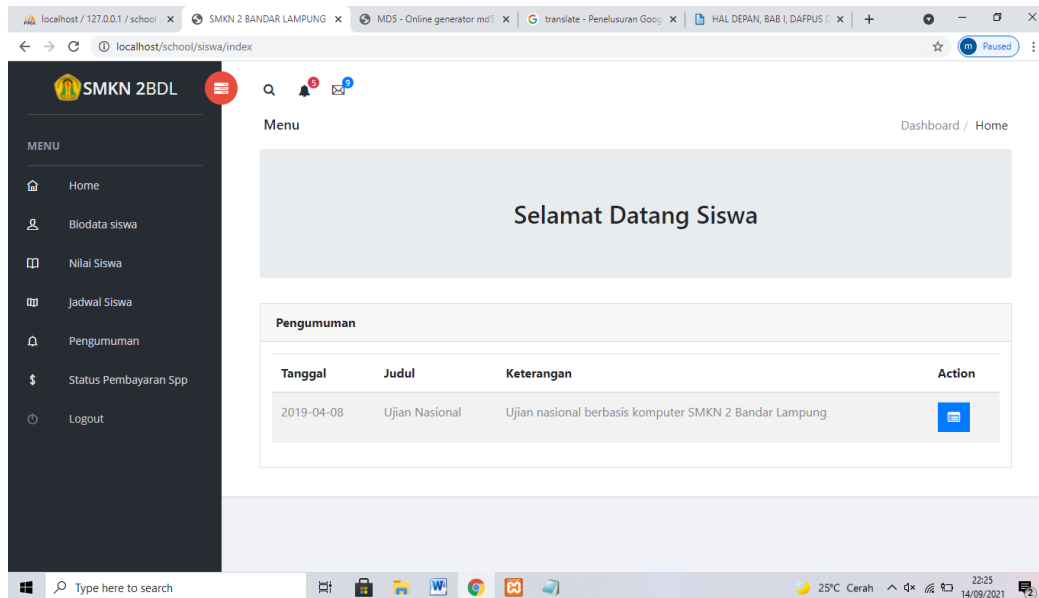 localhost / 127.0.0.1 / school
SMKN 2 BANDAR LAMPUNG
MD5 - Online generator md5
translate - Penelusuran Goog
HAL DEPAN, BAB I, DAFPUS D
localhost/school/siswa/index
m Paused
SMKN 2BDL
5
9
Menu
Dashboard / Home
MENU
Home
Biodata siswa
Nilai Siswa
Jadwal Siswa
Pengumuman
Status Pembayaran Spp
Logout
Selamat Datang Siswa
Pengumuman
Tanggal Judul Keterangan Action
2019-04-08 Ujian Nasional Ujian nasional berbasis komputer SMKN 2 Bandar Lampung
Type here to search
25°C Cerah
22:25
14/09/2021
2